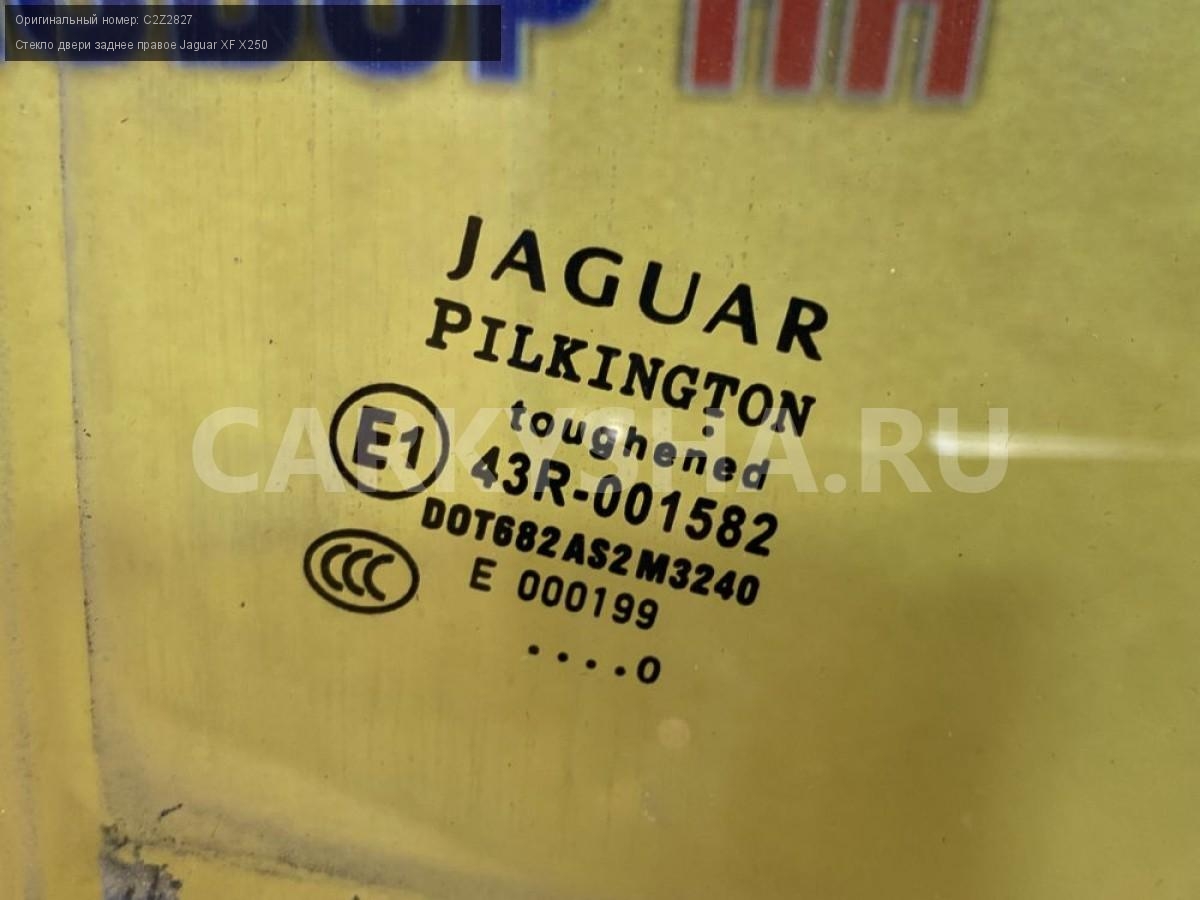 Оригинальный номер: C2Z2827
Стекло двери заднее правое Jaguar XF X250
JAGUAR
PILKINGTON
toughened
E1 43R-001582
DOT682AS2M3240
CCC
E 000199
....0
CARKYSHA.RU